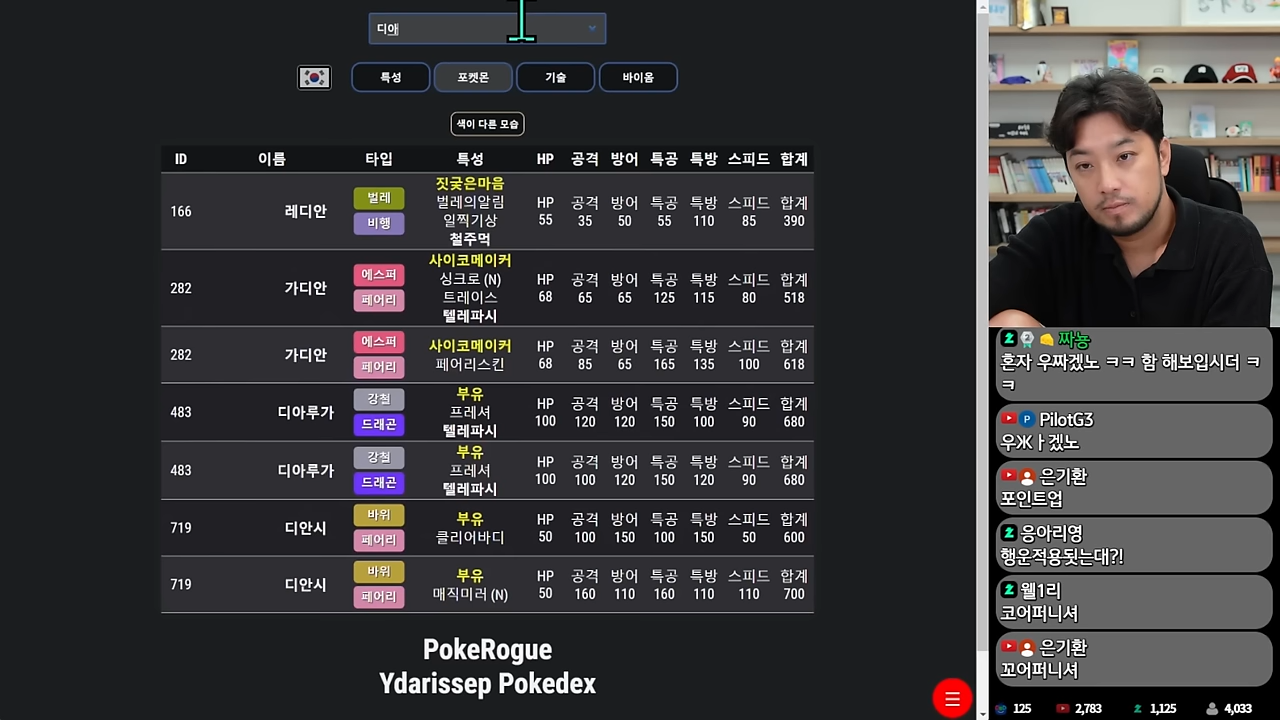 디애
특성
포켓몬
기술
바이옴
색이 다른 모습
ID 이름 타입 특성 HP 공격 방어 특공 특방 스피드 합계
166 레디안 벌레 비행
짓궂은마음
벌레의알림
일찍기상
철주먹
HP 공격 방어 특공 특방 스피드 합계
55 35 50 55 110 85 390
282 가디안 에스퍼 페어리
사이코메이커
싱크로 (N)
트레이스
텔레파시
HP 공격 방어 특공 특방 스피드 합계
68 65 65 125 115 80 518
282 가디안 에스퍼 페어리
사이코메이커
페어리스킨
HP 공격 방어 특공 특방 스피드 합계
68 85 65 165 135 100 618
483 디아루가 강철 드래곤
부유
프레셔
텔레파시
HP 공격 방어 특공 특방 스피드 합계
100 120 120 150 100 90 680
483 디아루가 강철 드래곤
부유
프레셔
텔레파시
HP 공격 방어 특공 특방 스피드 합계
100 100 120 150 120 90 680
719 디안시 바위 페어리
부유
클리어바디
HP 공격 방어 특공 특방 스피드 합계
50 100 150 100 150 50 600
719 디안시 바위 페어리
부유
매직미러 (N)
HP 공격 방어 특공 특방 스피드 합계
50 160 110 160 110 110 700
PokeRogue
Ydarissep Pokedex
짜뇽
혼자 우짜겠노 ㅋㅋ 함 해보입시더 ㅋ
ㅋ
PilotG3
우Жㅏ겠노
은기환
포인트업
응아리영
행운적용됫는대?!
웰1리
코어퍼니셔
은기환
꼬어퍼니셔
125 2,783 1,125 4,033